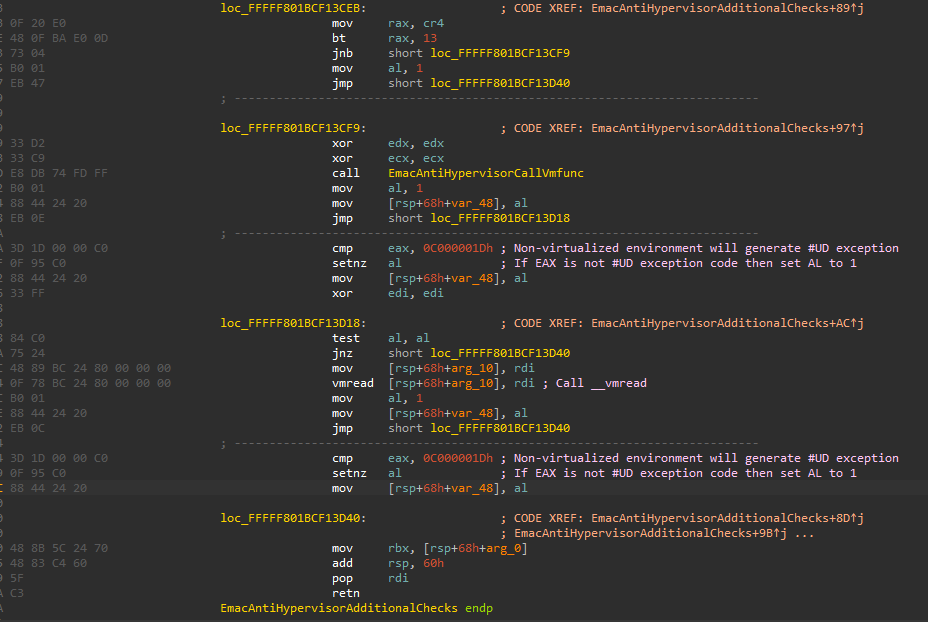 loc_FFFFF801BCF13CEB: ; CODE XREF: EmacAntiHypervisorAdditionalChecks+89↑j
0F 20 E0 mov rax, cr4
48 0F BA E0 0D bt rax, 13
73 04 jnb short loc_FFFFF801BCF13CF9
B0 01 mov al, 1
EB 47 jmp short loc_FFFFF801BCF13D40
; ---------------------------------------------------------------------------
loc_FFFFF801BCF13CF9: ; CODE XREF: EmacAntiHypervisorAdditionalChecks+97↑j
33 D2 xor edx, edx
33 C9 xor ecx, ecx
E8 DB 74 FD FF call EmacAntiHypervisorCallVmfunc
B0 01 mov al, 1
88 44 24 20 mov [rsp+68h+var_48], al
EB 0E jmp short loc_FFFFF801BCF13D18
; ---------------------------------------------------------------------------
3D 1D 00 00 C0 cmp eax, 0C000001Dh ; Non-virtualized environment will generate #UD exception
0F 95 C0 setnz al ; If EAX is not #UD exception code then set AL to 1
88 44 24 20 mov [rsp+68h+var_48], al
33 FF xor edi, edi
loc_FFFFF801BCF13D18: ; CODE XREF: EmacAntiHypervisorAdditionalChecks+AC↑j
84 C0 test al, al
75 24 jnz short loc_FFFFF801BCF13D40
48 89 BC 24 80 00 00 00 mov [rsp+68h+arg_10], rdi
0F 78 BC 24 80 00 00 00 vmread [rsp+68h+arg_10], rdi ; Call __vmread
B0 01 mov al, 1
88 44 24 20 mov [rsp+68h+var_48], al
EB 0C jmp short loc_FFFFF801BCF13D40
; ---------------------------------------------------------------------------
3D 1D 00 00 C0 cmp eax, 0C000001Dh ; Non-virtualized environment will generate #UD exception
0F 95 C0 setnz al ; If EAX is not #UD exception code then set AL to 1
88 44 24 20 mov [rsp+68h+var_48], al
loc_FFFFF801BCF13D40: ; CODE XREF: EmacAntiHypervisorAdditionalChecks+8D↑j
; EmacAntiHypervisorAdditionalChecks+9B↑j ...
48 8B 5C 24 70 mov rbx, [rsp+68h+arg_0]
48 83 C4 60 add rsp, 60h
5F pop rdi
C3 retn
EmacAntiHypervisorAdditionalChecks endp